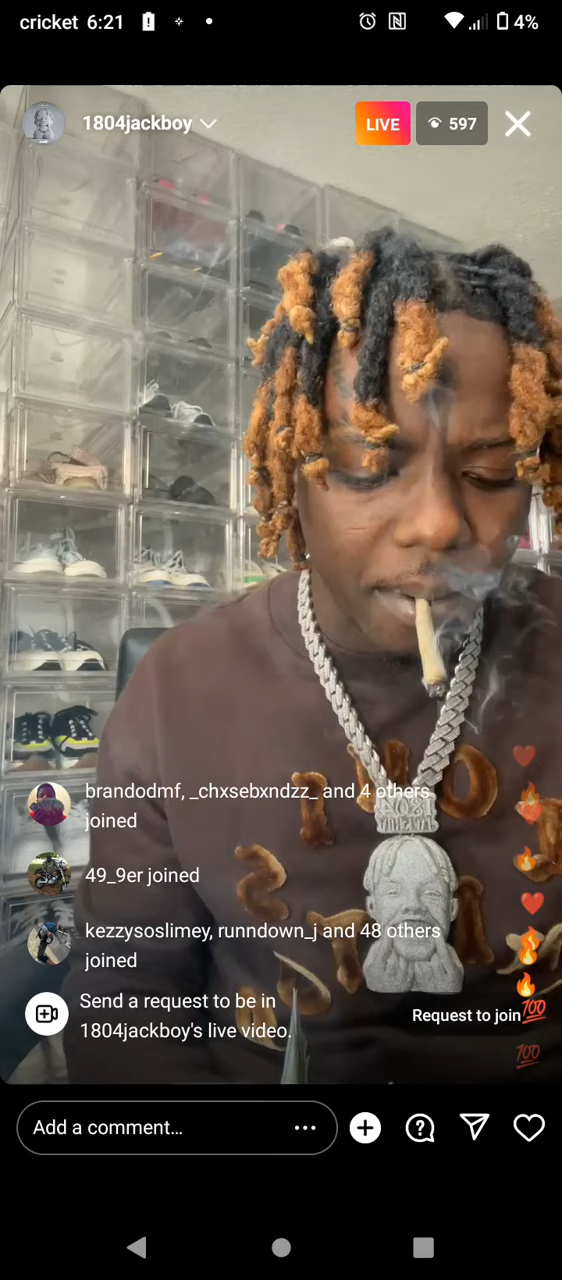 cricket 6:21
4%
1804jackboy
LIVE
597
brandodmf, _chxsebxndzz_ and 4 others
joined
49_9er joined
kezzysoslimey, runndown_j and 48 others
joined
Send a request to be in
1804jackboy's live video.
Request to join
💯
💯
Add a comment...